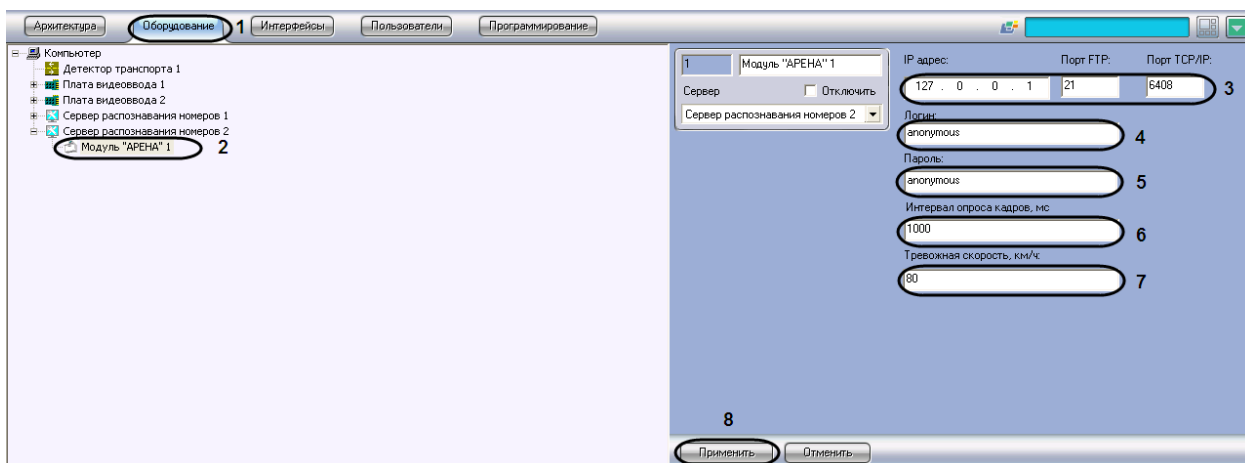 Архитектура Оборудование 1 Интерфейсы Пользователи Программирование
Компьютер
Детектор транспорта 1
Плата видеоввода 1
Плата видеоввода 2
Сервер распознавания номеров 1
Сервер распознавания номеров 2
Модуль "АРЕНА" 1 2
1 Модуль "АРЕНА" 1
Сервер Отключить
Сервер распознавания номеров 2
IP адрес: Порт FTP: Порт TCP/IP:
127 . 0 . 0 . 1 21 6408 3
Логин:
anonymous 4
Пароль:
anonymous 5
Интервал опроса кадров, мс
1000 6
Тревожная скорость, км/ч:
80 7
8
Применить Отменить